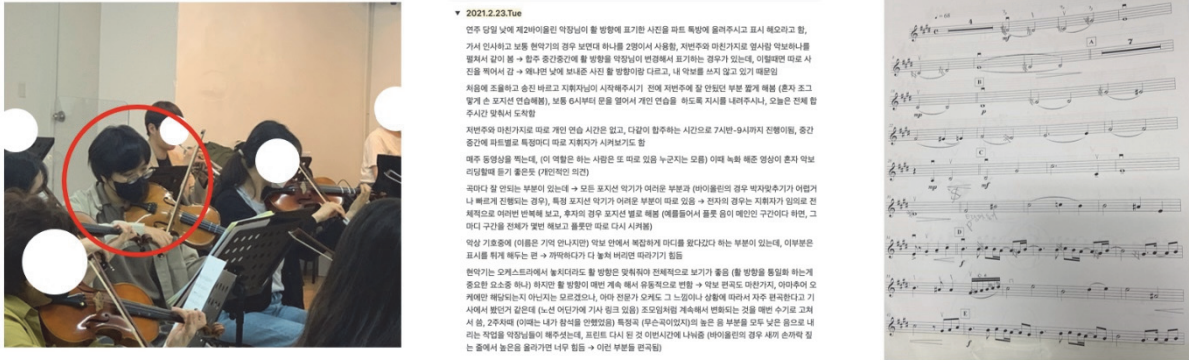 2021.2.23.Tue
연주 당일 낮에 제2바이올린 악장님이 활 방향에 표기한 사진을 파트 톡방에 올려주시고 표시 해오라고 함,
가서 인사하고 보통 현악기의 경우 보면대 하나를 2명이서 사용함, 저번주와 마친가지로 옆사람 악보하나를
펼쳐서 같이 봄 → 합주 중간중간에 활 방향을 악장님이 변경해서 표기하는 경우가 있는데, 이럴때면 따로 사
진을 찍어서 감 → 왜냐면 낮에 보내준 사진 활 방향이랑 다르고, 내 악보를 쓰지 않고 있기 때문임
처음에 조율하고 송진 바르고 지휘자님이 시작해주시기 전에 저번주에 잘 안됬던 부분 짧게 해봄 (혼자 조그
맣게 손 포지션 연습해봄), 보통 6시부터 문을 열어서 개인 연습을 하도록 지시를 내려주시나, 오늘은 전체 합
주시간 맞춰서 도착함
저번주와 마친가지로 따로 개인 연습 시간은 없고, 다같이 합주하는 시간으로 7시반-9시까지 진행이됨, 중간
중간에 파트별로 특정마디 따로 지휘자가 시켜보기도 함
매주 동영상을 찍는데, (이 역할은 하는 사람은 또 따로 있음 누군지는 모름) 이때 녹화 해준 영상이 혼자 악보
리딩할때 듣기 좋은듯 (개인적인 의견)
곡마다 잘 안되는 부분이 있는데 → 모든 포지션 악기가 어려운 부분과 (바이올린의 경우 박자맞추기가 어렵거
나 빠르게 진행되는 경우), 특정 포지션 악기가 어려운 부분이 따로 있음 → 전자의 경우는 지휘자가 임의로 전
체적으로 여러번 반복해 보고, 후자의 경우 포지션 별로 해봄 (예를들어서 플룻 음이 메인인 구간이다 하면, 그
마디 구간을 전체가 몇번 해보고 플룻만 따로 다시 시켜봄)
악상 기호중에 (이름은 기억 안나지만) 악보 안에서 복잡하게 마디를 왔다갔다 하는 부분이 있는데, 이부분은
표시를 튀게 해두는 편 → 까딱하다가 다 놓쳐 버리면 따라기기 힘듬
현악기는 오케스트라에서 놓치더라도 활 방향은 맞춰줘야 전체적으로 보기가 좋음 (활 방향을 통일화 하는게
중요한 요소중 하나) 하지만 활 방향이 매번 계속 해서 유동적으로 변함 → 악보 편곡도 마친가지, 아마추어 오
케만 해당되는지 아닌지는 모르겠으나, 아마 전문가 오케도 그 느낌이나 상황에 따라서 자주 편곡한다고 기
사에서 봤던거 같은데 (노션 어딘가에 기사 링크 있음) 조모임처럼 계속해서 변화되는 것을 매번 수기로 고쳐
서 씀, 2주차때 (이때는 내가 참석을 안했었음) 특정곡 (무슨곡이었지)의 높은 음 부분을 모두 낮은 음으로 내
리는 작업을 악장님들이 해주셧는데, 프린트 다시 된 것 이번시간에 나눠줌 (바이올린의 경우 새끼 손까락 짚
는 줄에서 높은음 올라가면 너무 힘듬 → 이런 부분들 편곡됨)
4
mp
mf
A
7
B
f
C
mp
mf
D
f
E
f